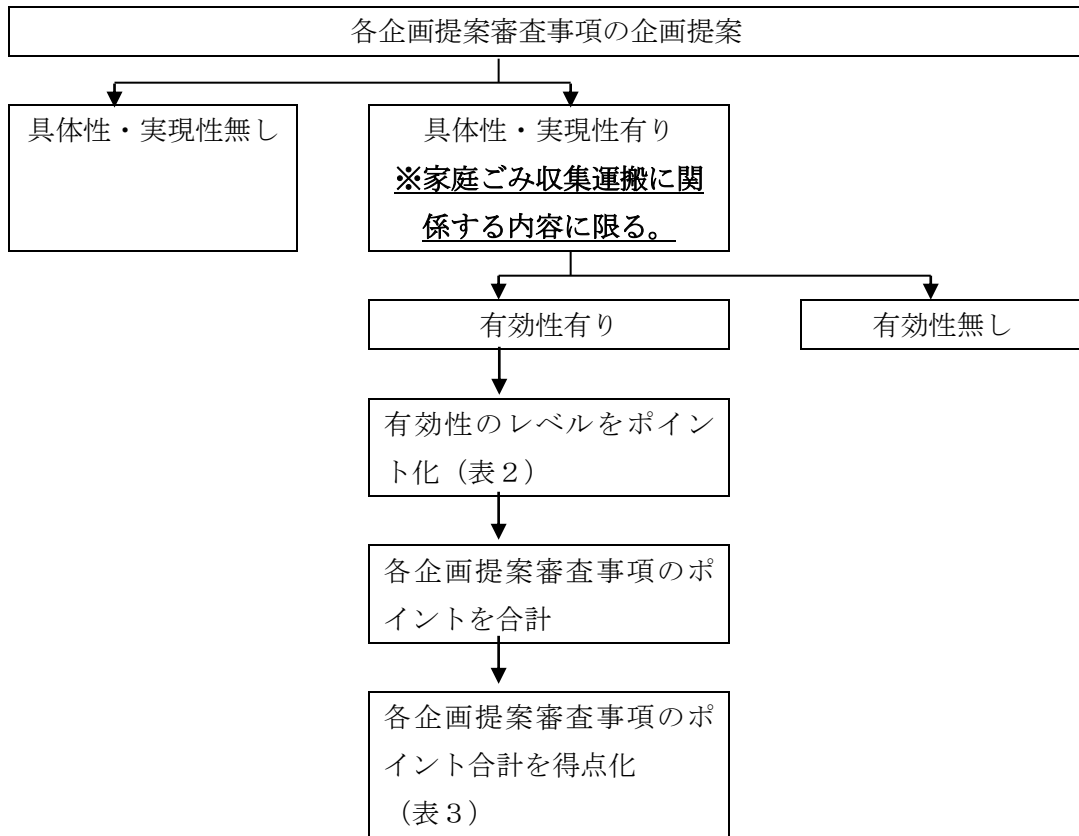 各企画提案審査事項の企画提案
具体性・実現性無し
具体性・実現性有り
※家庭ごみ収集運搬に関
係する内容に限る。
有効性有り
有効性無し
有効性のレベルをポイン
ト化（表２）
各企画提案審査事項のポ
イントを合計
各企画提案審査事項のポ
イント合計を得点化
（表３）